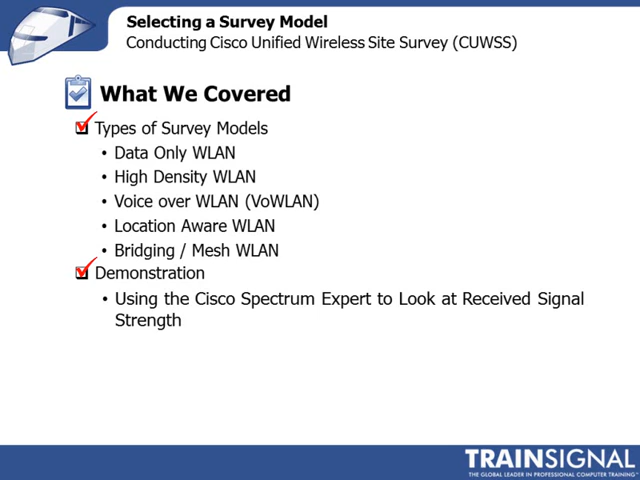 Selecting a Survey Model
Conducting Cisco Unified Wireless Site Survey (CUWSS)
What We Covered
Types of Survey Models
• Data Only WLAN
• High Density WLAN
• Voice over WLAN (VoWLAN)
• Location Aware WLAN
• Bridging / Mesh WLAN
Demonstration
• Using the Cisco Spectrum Expert to Look at Received Signal
Strength
TRAINSIGNAL
THE GLOBAL LEADER IN PROFESSIONAL COMPUTER TRAINING